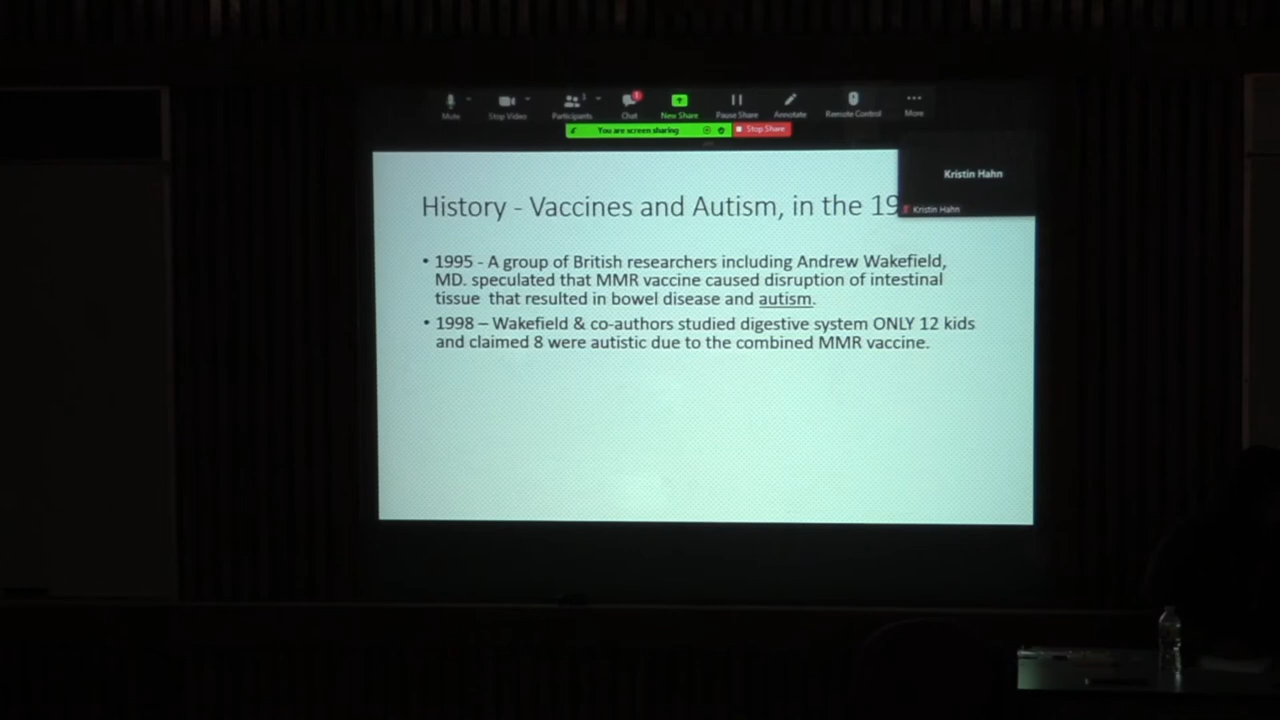 Mute
Stop Video
Participants
1
Chat
1
New Share
Pause Share
Annotate
Remote Control
More
You are screen sharing
Stop Share
Kristin Hahn
Kristin Hahn
History - Vaccines and Autism, in the 19
• 1995 - A group of British researchers including Andrew Wakefield,
MD. speculated that MMR vaccine caused disruption of intestinal
tissue that resulted in bowel disease and autism.
• 1998 – Wakefield & co-authors studied digestive system ONLY 12 kids
and claimed 8 were autistic due to the combined MMR vaccine.